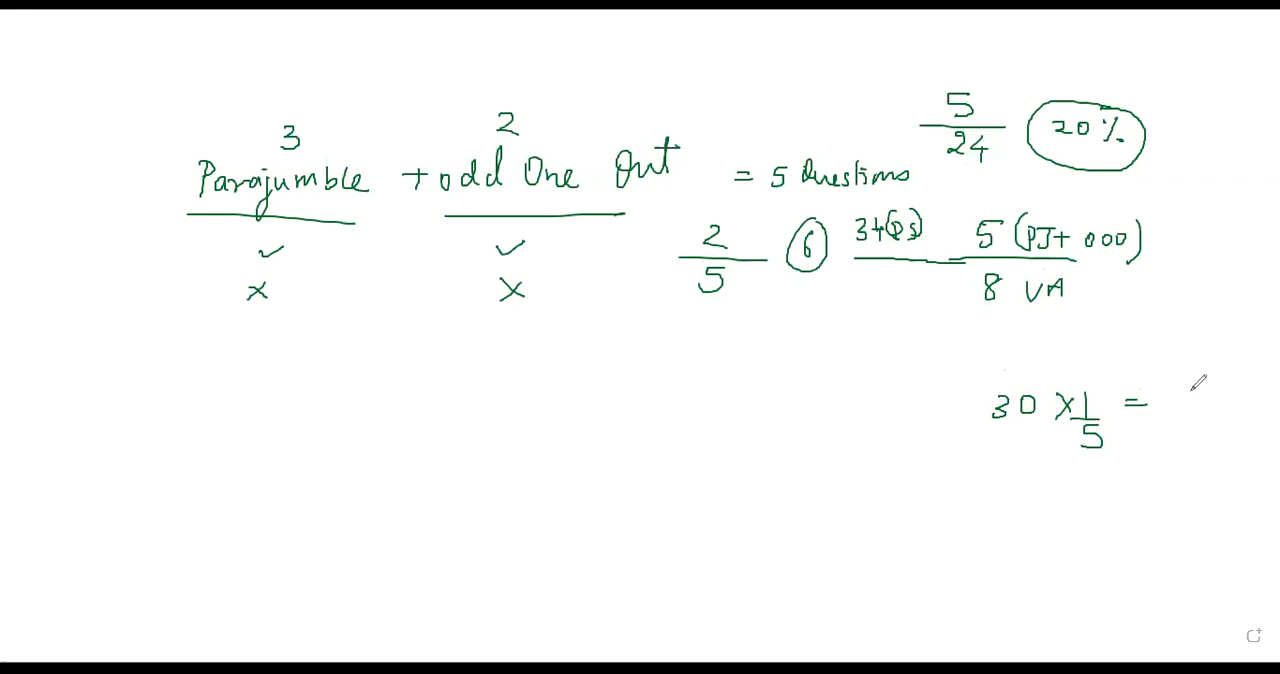 3 2 5/24 20%
Parajumble + odd One Out = 5 Questions
✓ ✓ 2/5 6 3+(PS) 5 (PJ+ 000)/8 VA
X X
30 X 1/5 =